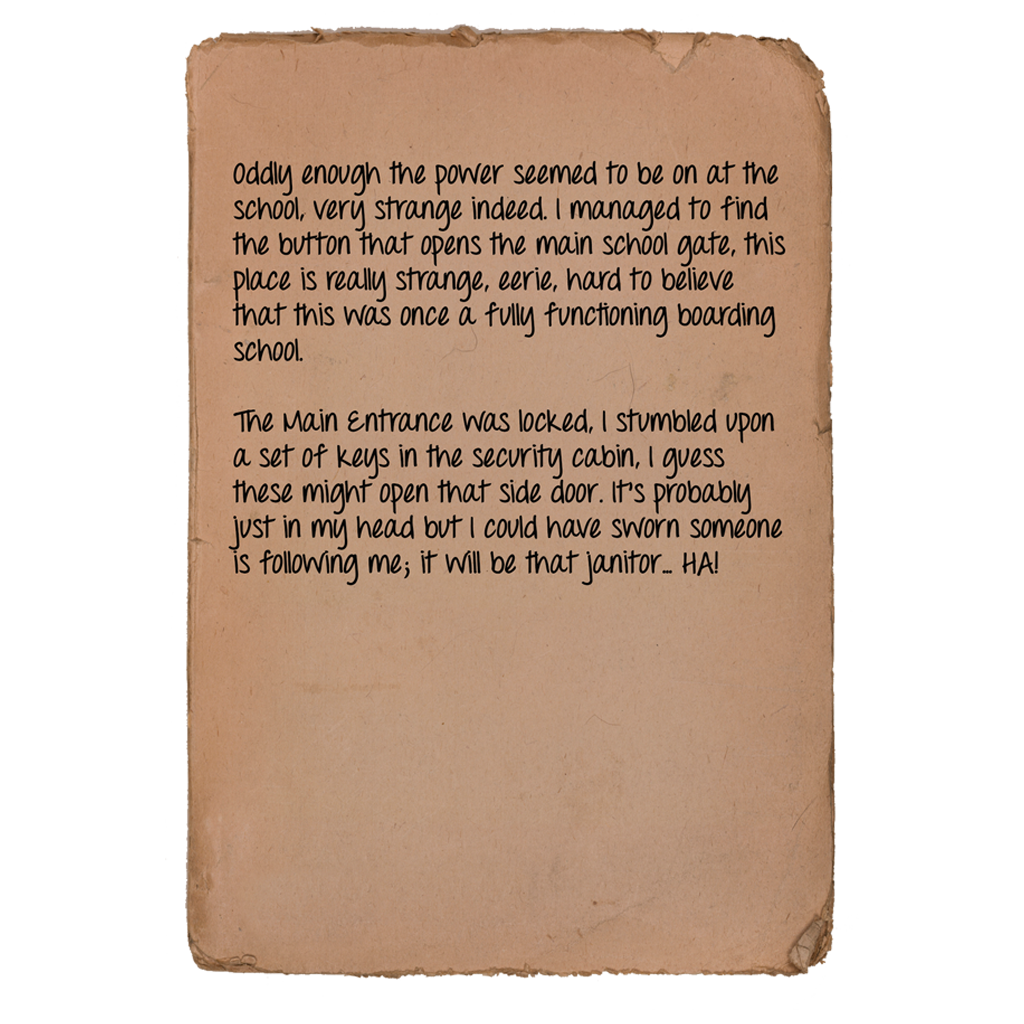 Oddly enough the power seemed to be on at the
school, very strange indeed. I managed to find
the button that opens the main school gate, this
place is really strange, eerie, hard to believe
that this was once a fully functioning boarding
school.
The Main Entrance was locked, I stumbled upon
a set of keys in the security cabin, I guess
these might open that side door. It's probably
just in my head but I could have sworn someone
is following me; it will be that janitor... HA!